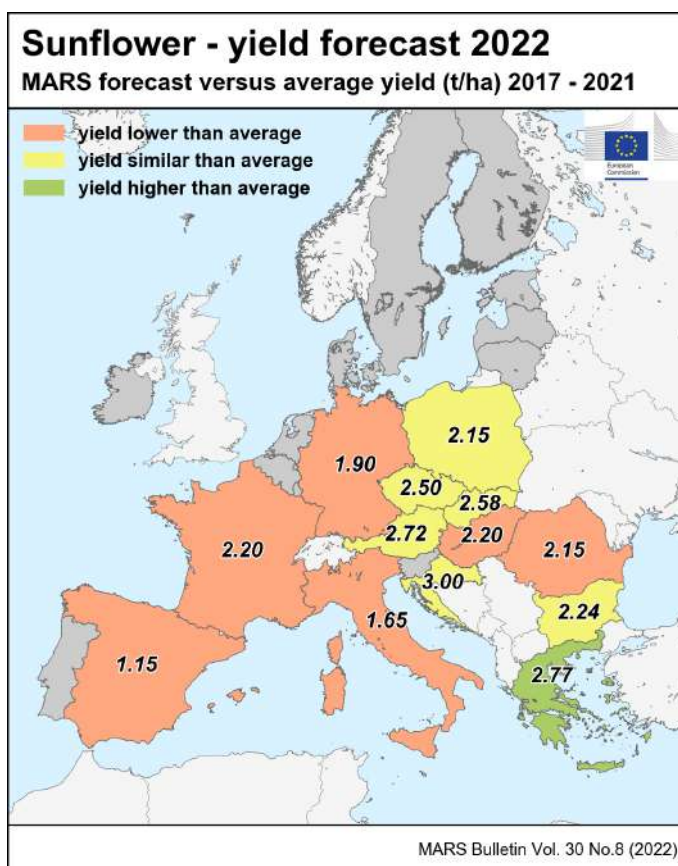 Sunflower - yield forecast 2022
MARS forecast versus average yield (t/ha) 2017 - 2021
yield lower than average
yield similar than average
yield higher than average
European
Commission
2.15
1.90
2.50
2.58
2.72
2.20
2.20
2.15
3.00
2.24
1.65
1.15
2.77
MARS Bulletin Vol. 30 No.8 (2022)